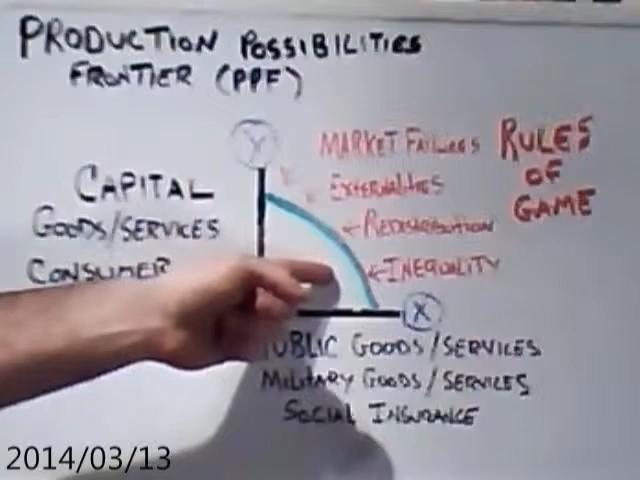 PRODUCTION POSSIBILITIES
FRONTIER (PPF)
Y
MARKET FAILURES
RULES
OF
GAME
EXTERNALITIES
REDISTRIBUTION
INEQUALITY
CAPITAL
GOODS/SERVICES
CONSUMER
X
PUBLIC GOODS/SERVICES
MILITARY GOODS/SERVICES
SOCIAL INSURANCE
2014/03/13